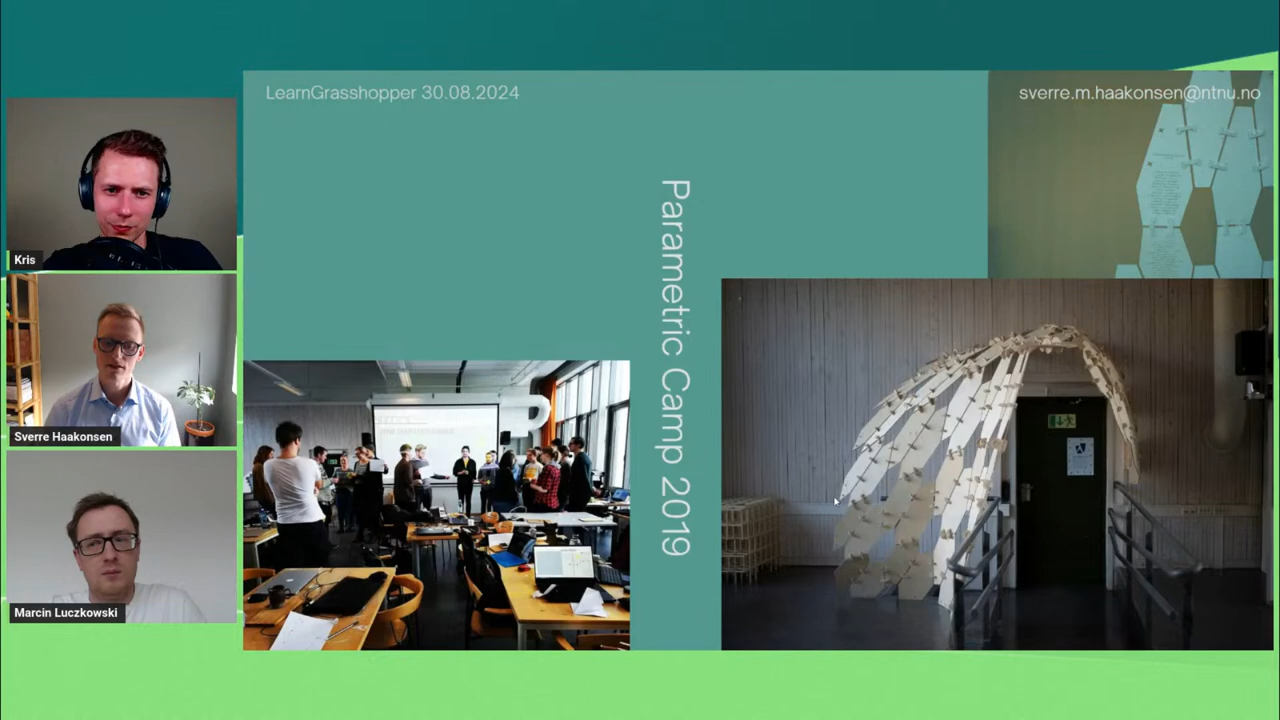 LearnGrasshopper 30.08.2024
sverre.m.haakonsen@ntnu.no
Parametric Camp 2019
Kris
Sverre Haakonsen
Marcin Luczkowski